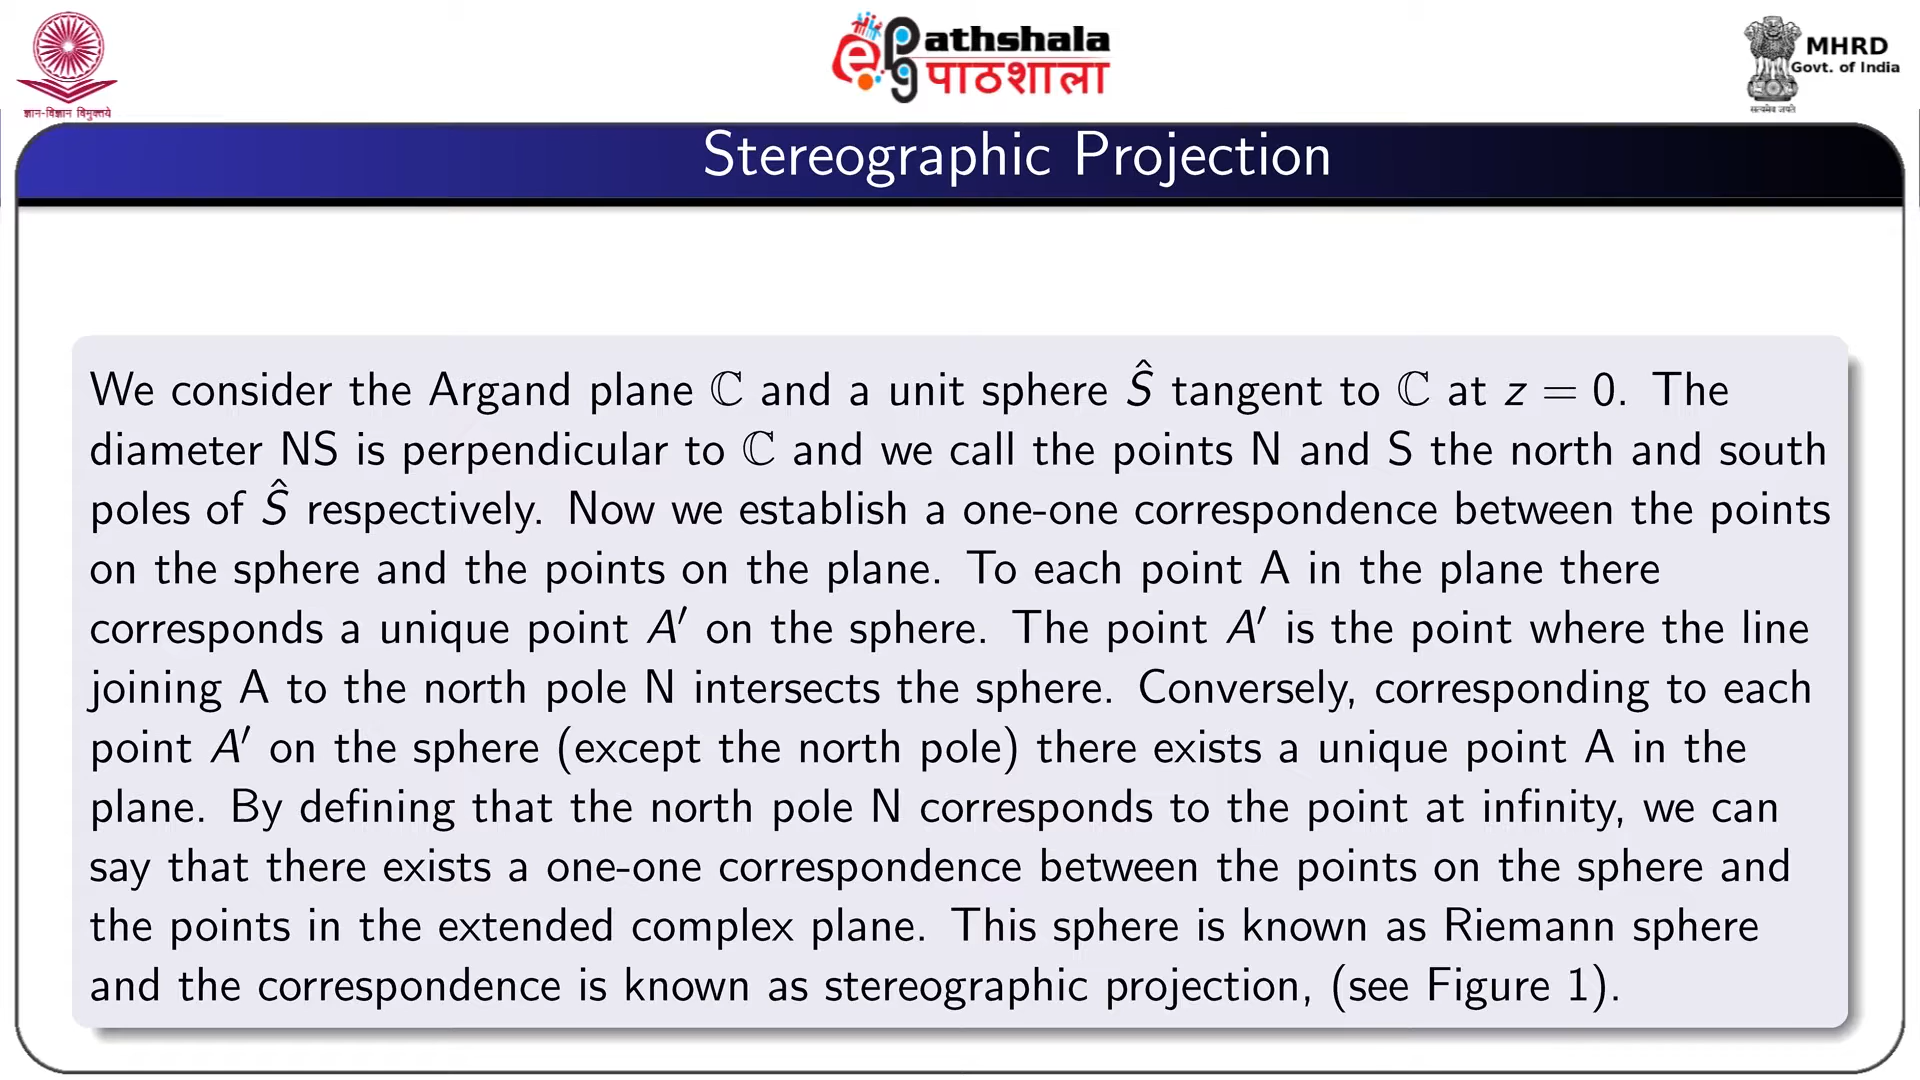 ज्ञान-विज्ञान विमुक्तये
ePg Pathshala
पाठशाला
MHRD
Govt. of India
सत्यमेव जयते
Stereographic Projection
We consider the Argand plane ℂ and a unit sphere Ŝ tangent to ℂ at z = 0. The
diameter NS is perpendicular to ℂ and we call the points N and S the north and south
poles of Ŝ respectively. Now we establish a one-one correspondence between the points
on the sphere and the points on the plane. To each point A in the plane there
corresponds a unique point A′ on the sphere. The point A′ is the point where the line
joining A to the north pole N intersects the sphere. Conversely, corresponding to each
point A′ on the sphere (except the north pole) there exists a unique point A in the
plane. By defining that the north pole N corresponds to the point at infinity, we can
say that there exists a one-one correspondence between the points on the sphere and
the points in the extended complex plane. This sphere is known as Riemann sphere
and the correspondence is known as stereographic projection, (see Figure 1).